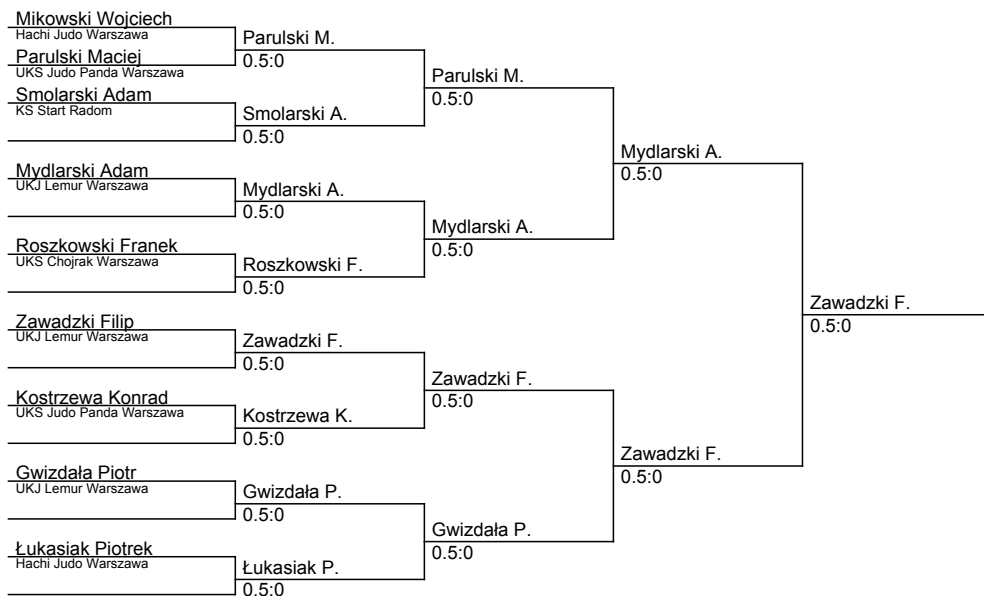 Mikowski Wojciech
Hachi Judo Warszawa
Parulski Maciej
UKS Judo Panda Warszawa
Smolarski Adam
KS Start Radom
Mydlarski Adam
UKJ Lemur Warszawa
Roszkowski Franek
UKS Chojrak Warszawa
Zawadzki Filip
UKJ Lemur Warszawa
Kostrzewa Konrad
UKS Judo Panda Warszawa
Gwizdała Piotr
UKJ Lemur Warszawa
Łukasiak Piotrek
Hachi Judo Warszawa
Parulski M.
0.5:0
Smolarski A.
0.5:0
Mydlarski A.
0.5:0
Roszkowski F.
0.5:0
Zawadzki F.
0.5:0
Kostrzewa K.
0.5:0
Gwizdała P.
0.5:0
Łukasiak P.
0.5:0
Parulski M.
0.5:0
Mydlarski A.
0.5:0
Zawadzki F.
0.5:0
Gwizdała P.
0.5:0
Mydlarski A.
0.5:0
Zawadzki F.
0.5:0
Zawadzki F.
0.5:0